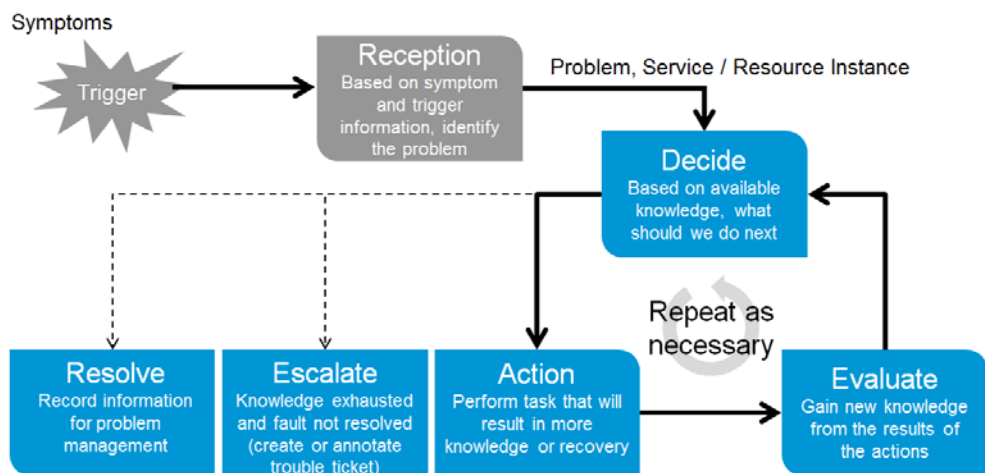 Symptoms
Trigger
Reception
Based on symptom
and trigger
information, identify
the problem
Problem, Service / Resource Instance
Decide
Based on available
knowledge, what
should we do next
Repeat as
necessary
Resolve
Record information
for problem
management
Escalate
Knowledge exhausted
and fault not resolved
(create or annotate
trouble ticket)
Action
Perform task that will
result in more
knowledge or recovery
Evaluate
Gain new knowledge
from the results of
the actions